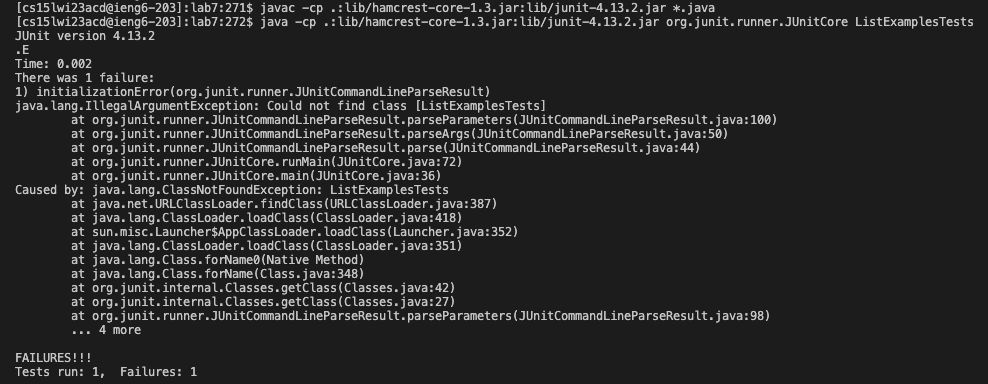 [cs15lwi23acd@ieng6-203]:lab7:271$ javac -cp .:lib/hamcrest-core-1.3.jar:lib/junit-4.13.2.jar *.java
[cs15lwi23acd@ieng6-203]:lab7:272$ java -cp .:lib/hamcrest-core-1.3.jar:lib/junit-4.13.2.jar org.junit.runner.JUnitCore ListExamplesTests
JUnit version 4.13.2
.E
Time: 0.002
There was 1 failure:
1) initializationError(org.junit.runner.JUnitCommandLineParseResult)
java.lang.IllegalArgumentException: Could not find class [ListExamplesTests]
        at org.junit.runner.JUnitCommandLineParseResult.parseParameters(JUnitCommandLineParseResult.java:100)
        at org.junit.runner.JUnitCommandLineParseResult.parseArgs(JUnitCommandLineParseResult.java:50)
        at org.junit.runner.JUnitCommandLineParseResult.parse(JUnitCommandLineParseResult.java:44)
        at org.junit.runner.JUnitCore.runMain(JUnitCore.java:72)
        at org.junit.runner.JUnitCore.main(JUnitCore.java:36)
Caused by: java.lang.ClassNotFoundException: ListExamplesTests
        at java.net.URLClassLoader.findClass(URLClassLoader.java:387)
        at java.lang.ClassLoader.loadClass(ClassLoader.java:418)
        at sun.misc.Launcher$AppClassLoader.loadClass(Launcher.java:352)
        at java.lang.ClassLoader.loadClass(ClassLoader.java:351)
        at java.lang.Class.forName0(Native Method)
        at java.lang.Class.forName(Class.java:348)
        at org.junit.internal.Classes.getClass(Classes.java:42)
        at org.junit.internal.Classes.getClass(Classes.java:27)
        at org.junit.runner.JUnitCommandLineParseResult.parseParameters(JUnitCommandLineParseResult.java:98)
        ... 4 more
FAILURES!!!
Tests run: 1,  Failures: 1